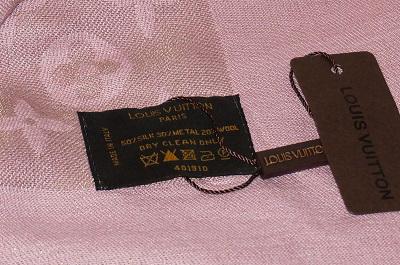 LOUIS VUITTON
PARIS
50/SILK 30/METAL 20/WOOL
DRY CLEAN ONLY
401910
MADE IN ITALY
LOUIS VUITTON
LOUIS VUITTON